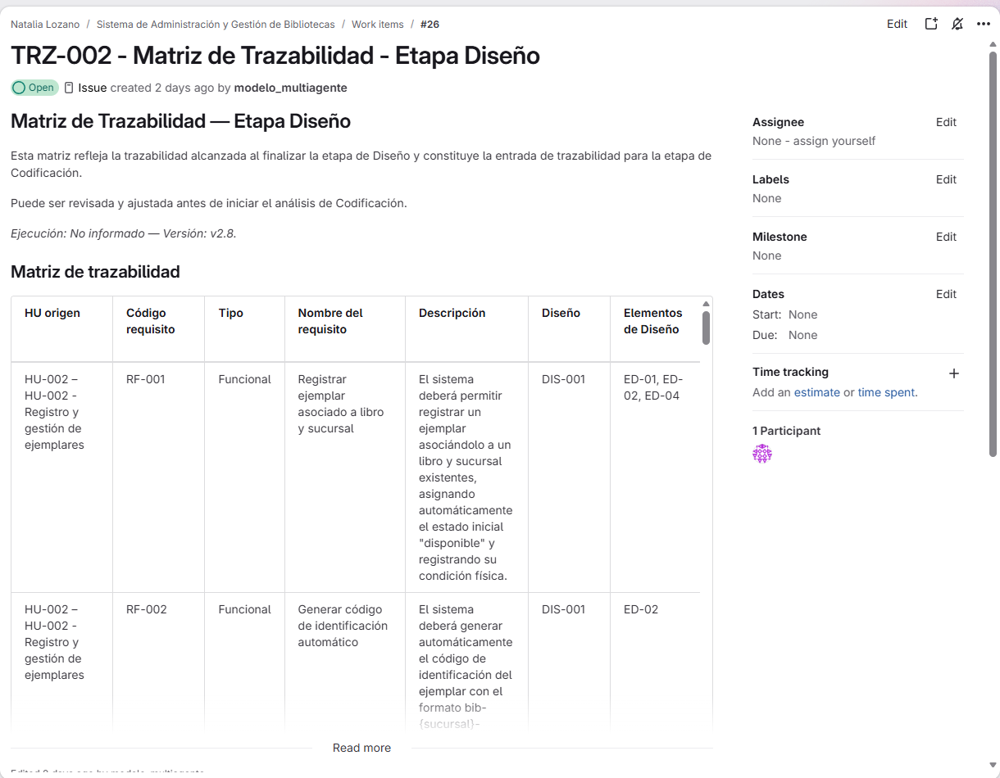 Natalia Lozano / Sistema de Administración y Gestión de Bibliotecas / Work items / #26
Edit
TRZ-002 - Matriz de Trazabilidad - Etapa Diseño
Open Issue created 2 days ago by modelo_multiagente
Matriz de Trazabilidad — Etapa Diseño
Esta matriz refleja la trazabilidad alcanzada al finalizar la etapa de Diseño y constituye la entrada de trazabilidad para la etapa de
Codificación.
Puede ser revisada y ajustada antes de iniciar el análisis de Codificación.
Ejecución: No informado — Versión: v2.8.
Matriz de trazabilidad
HU origen
Código
requisito
Tipo
Nombre del
requisito
Descripción
Diseño
Elementos
de Diseño
HU-002 –
HU-002 -
Registro y
gestión de
ejemplares
RF-001
Funcional
Registrar
ejemplar
asociado a libro
y sucursal
El sistema
deberá permitir
registrar un
ejemplar
asociándolo a un
libro y sucursal
existentes,
asignando
automáticamente
el estado inicial
"disponible" y
registrando su
condición física.
DIS-001
ED-01, ED-
02, ED-04
HU-002 –
HU-002 -
Registro y
gestión de
ejemplares
RF-002
Funcional
Generar código
de identificación
automático
El sistema
deberá generar
automáticamente
el código de
identificación del
ejemplar con el
formato bib-
{sucursal}-
DIS-001
ED-02
Read more
Edited 2 days ago by modelo_multiagente
Assignee
Edit
None - assign yourself
Labels
Edit
None
Milestone
Edit
None
Dates
Edit
Start: None
Due: None
Time tracking
Add an estimate or time spent.
1 Participant